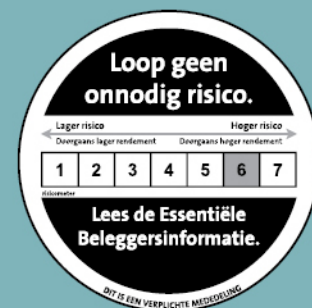 Loop geen
onnodig risico.
Lager risico Hoger risico
Doorgaans lager rendement Doorgaans hoger rendement
1 2 3 4 5 6 7
risicometer
Lees de Essentiële
Beleggersinformatie.
DIT IS EEN VERPLICHTE MEDEDELING